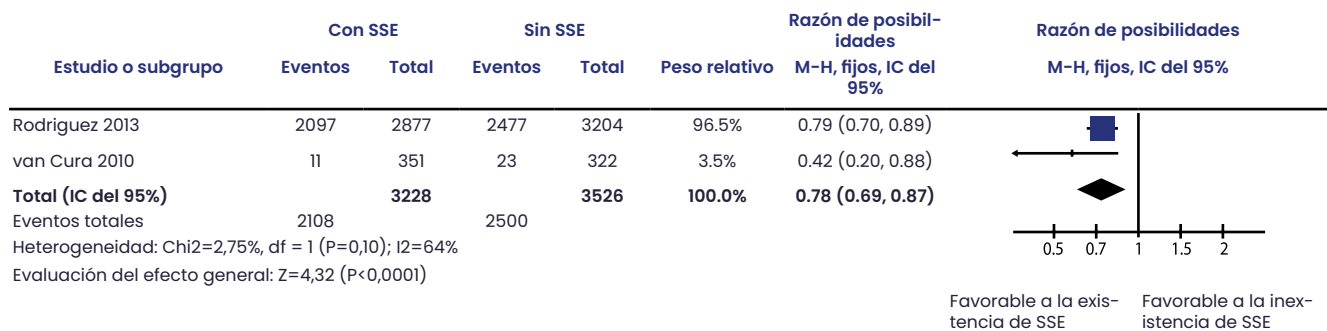 Con SSE Sin SSE Razón de posibil-
idades Razón de posibilidades
Estudio o subgrupo Eventos Total Eventos Total Peso relativo M-H, fijos, IC del
95% M-H, fijos, IC del 95%
Rodriguez 2013 2097 2877 2477 3204 96.5% 0.79 (0.70, 0.89)
van Cura 2010 11 351 23 322 3.5% 0.42 (0.20, 0.88)
Total (IC del 95%) 3228 3526 100.0% 0.78 (0.69, 0.87)
Eventos totales 2108 2500
Heterogeneidad: Chi2=2,75%, df = 1 (P=0,10); I2=64%
Evaluación del efecto general: Z=4,32 (P<0,0001)
0.5 0.7 1 1.5 2
Favorable a la exis-
tencia de SSE
Favorable a la inex-
istencia de SSE